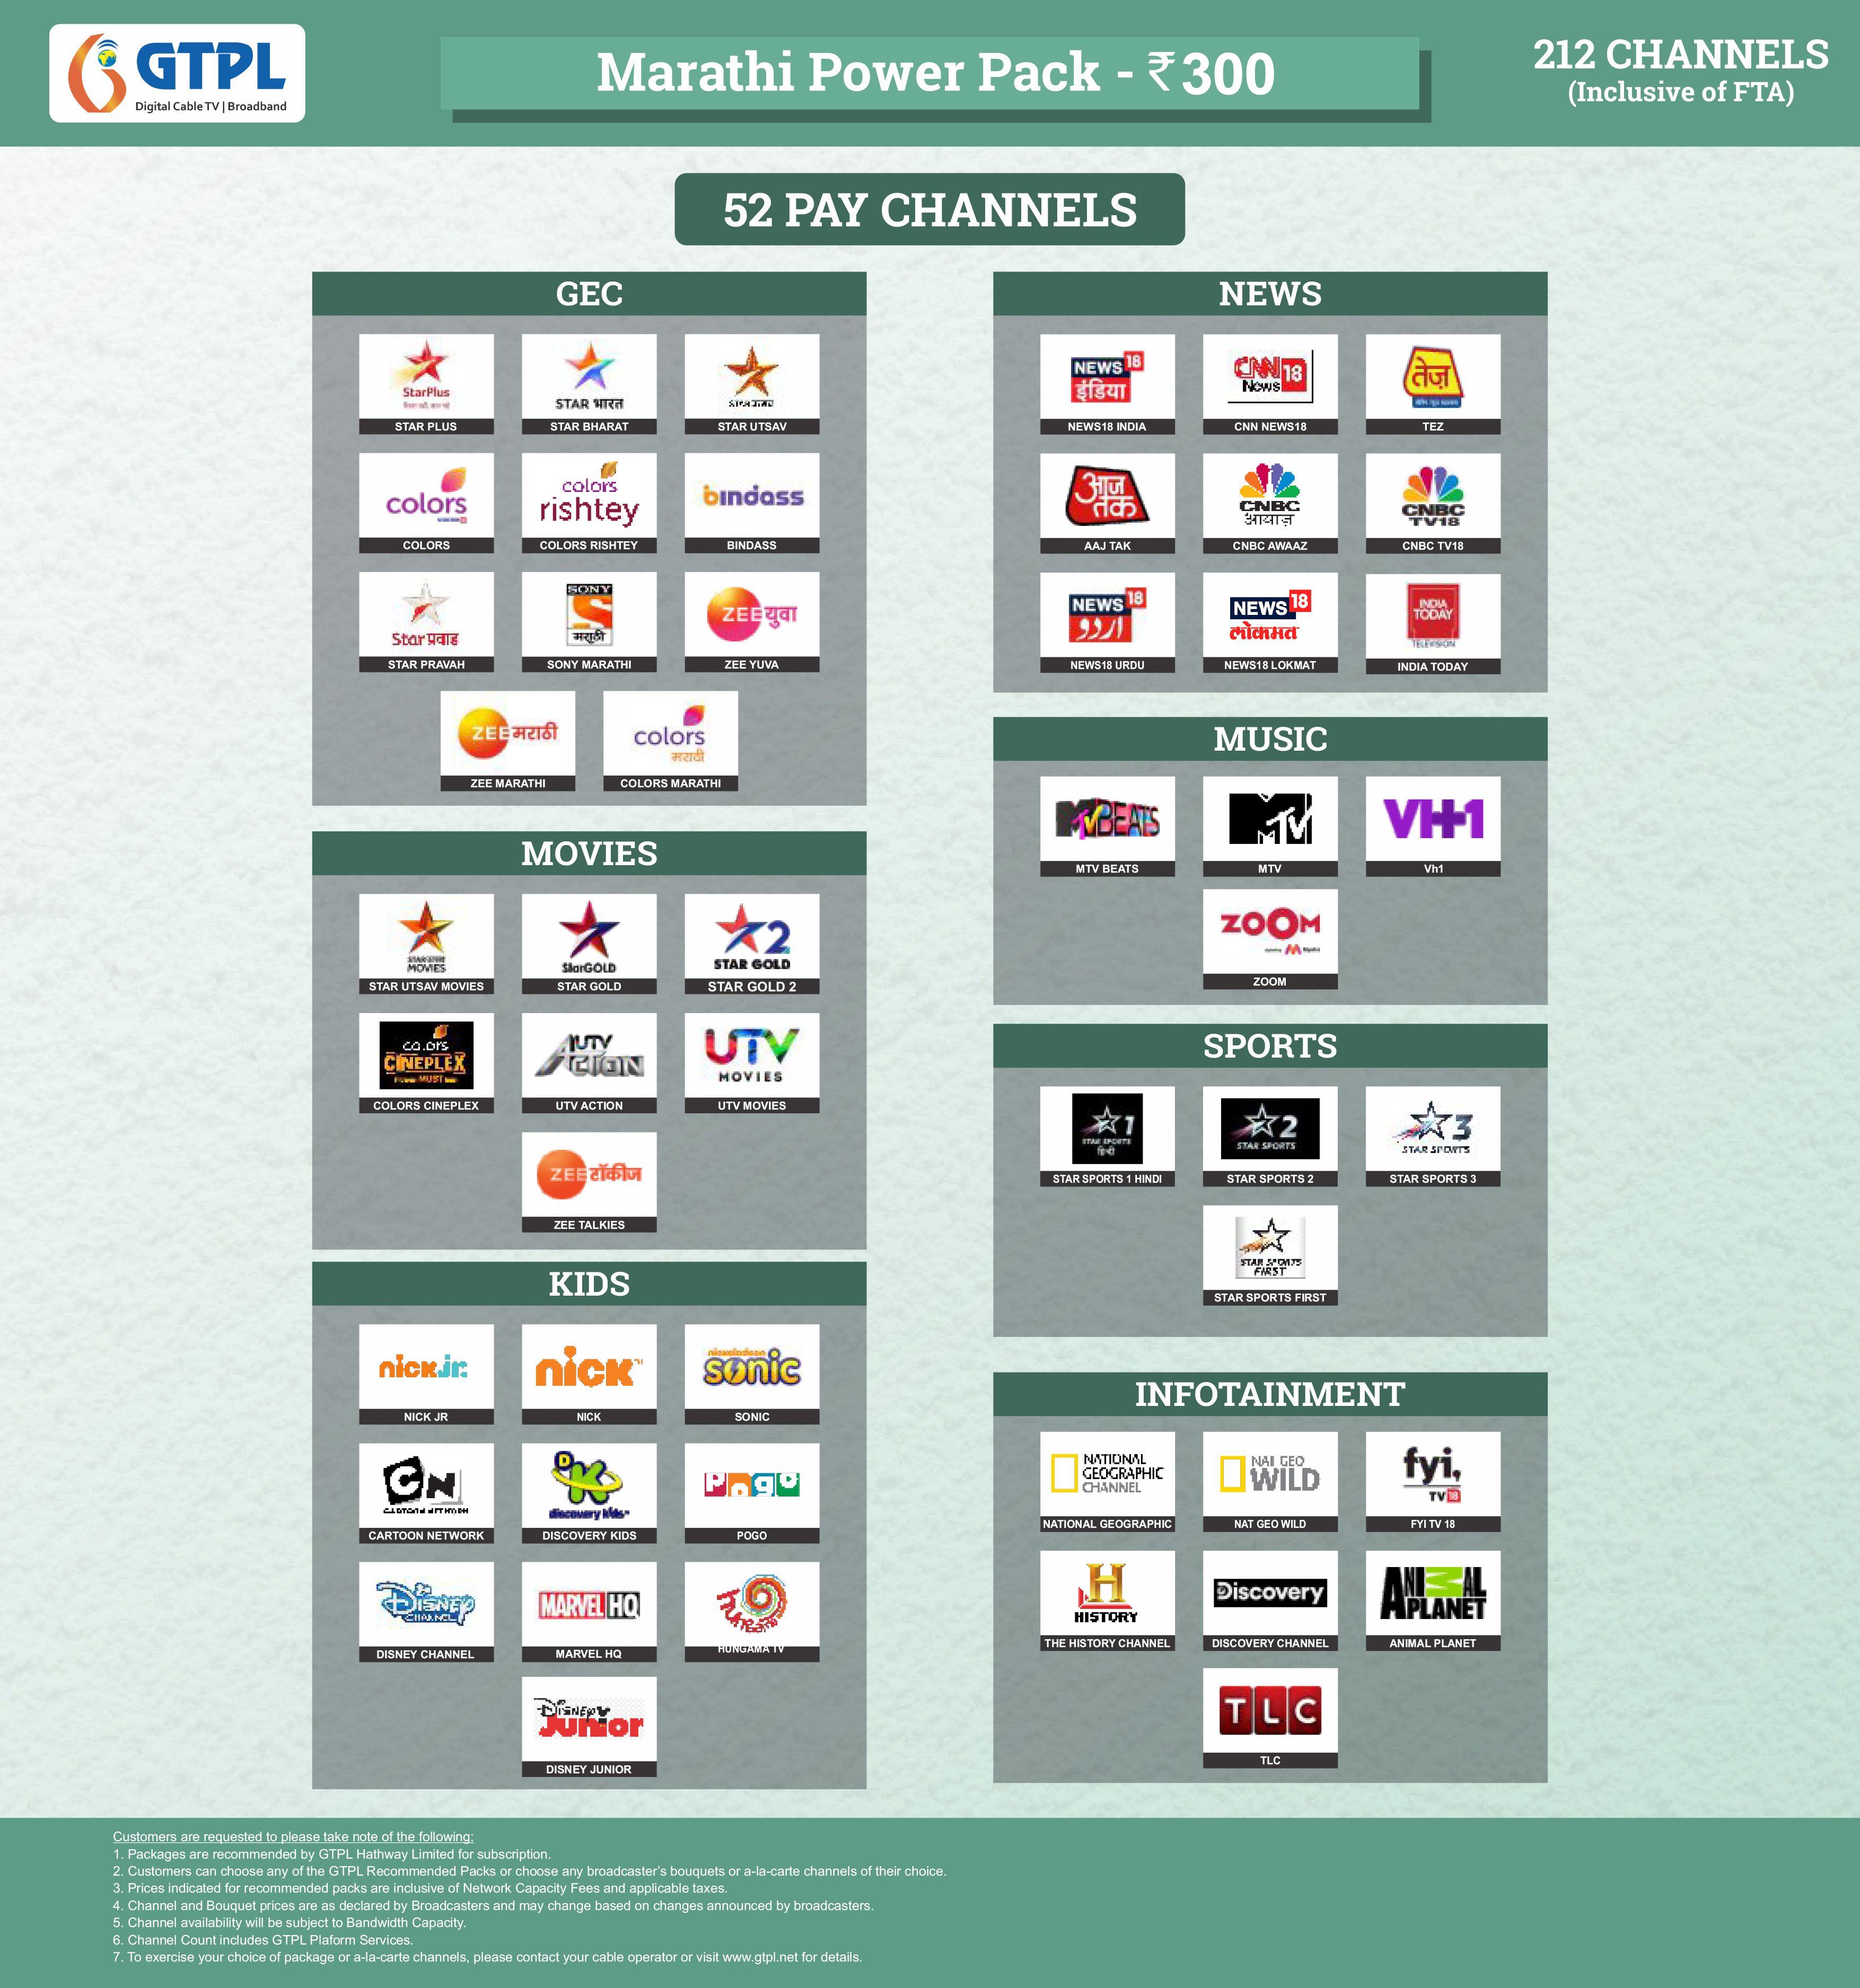 GTPL
Digital Cable TV | Broadband
Marathi Power Pack - ₹300
212 CHANNELS
(Inclusive of FTA)
52 PAY CHANNELS
GEC
StarPlus
STAR PLUS
STAR भारत
STAR BHARAT
STAR UTSAV
colors
COLORS
colors
rishtey
COLORS RISHTEY
bindass
BINDASS
Star प्रवाह
STAR PRAVAH
SONY
मराठी
SONY MARATHI
ZEE युवा
ZEE YUVA
ZEE मराठी
ZEE MARATHI
colors
मराठी
COLORS MARATHI
MOVIES
MOVIES
STAR UTSAV MOVIES
StarGOLD
STAR GOLD
2
STAR GOLD
STAR GOLD 2
colors
CINEPLEX
COLORS CINEPLEX
UTV
ACTION
UTV ACTION
UTV
MOVIES
UTV MOVIES
ZEE टॉकीज
ZEE TALKIES
KIDS
nick jr.
NICK JR
nick
NICK
nickelodeon
sonic
SONIC
CN
CARTOON NETWORK
CARTOON NETWORK
DK
discovery kids
DISCOVERY KIDS
Pogo
POGO
Disney
CHANNEL
DISNEY CHANNEL
MARVEL HQ
MARVEL HQ
HUNGAMA
HUNGAMA TV
Disney
Junior
DISNEY JUNIOR
NEWS
NEWS 18
इंडिया
NEWS18 INDIA
CNN 18
News
CNN NEWS18
तेज़
TEZ
आज
तक
AAJ TAK
CNBC
आवाज़
CNBC AWAAZ
CNBC
TV18
CNBC TV18
NEWS 18
اردو
NEWS18 URDU
NEWS 18
लोकमत
NEWS18 LOKMAT
INDIA
TODAY
TELEVISION
INDIA TODAY
MUSIC
MTV BEATS
MTV BEATS
MTV
MTV
VH1
Vh1
ZOOM
ZOOM
SPORTS
1
STAR SPORTS
हिन्दी
STAR SPORTS 1 HINDI
2
STAR SPORTS
STAR SPORTS 2
3
STAR SPORTS
STAR SPORTS 3
STAR SPORTS
FIRST
STAR SPORTS FIRST
INFOTAINMENT
NATIONAL
GEOGRAPHIC
CHANNEL
NATIONAL GEOGRAPHIC
NAT GEO
WILD
NAT GEO WILD
fyi,
TV18
FYI TV 18
H
HISTORY
THE HISTORY CHANNEL
Discovery
DISCOVERY CHANNEL
ANIMAL
PLANET
ANIMAL PLANET
TLC
TLC
Customers are requested to please take note of the following:
1. Packages are recommended by GTPL Hathway Limited for subscription.
2. Customers can choose any of the GTPL Recommended Packs or choose any broadcaster's bouquets or a-la-carte channels of their choice.
3. Prices indicated for recommended packs are inclusive of Network Capacity Fees and applicable taxes.
4. Channel and Bouquet prices are as declared by Broadcasters and may change based on changes announced by broadcasters.
5. Channel availability will be subject to Bandwidth Capacity.
6. Channel Count includes GTPL Plaform Services.
7. To exercise your choice of package or a-la-carte channels, please contact your cable operator or visit www.gtpl.net for details.